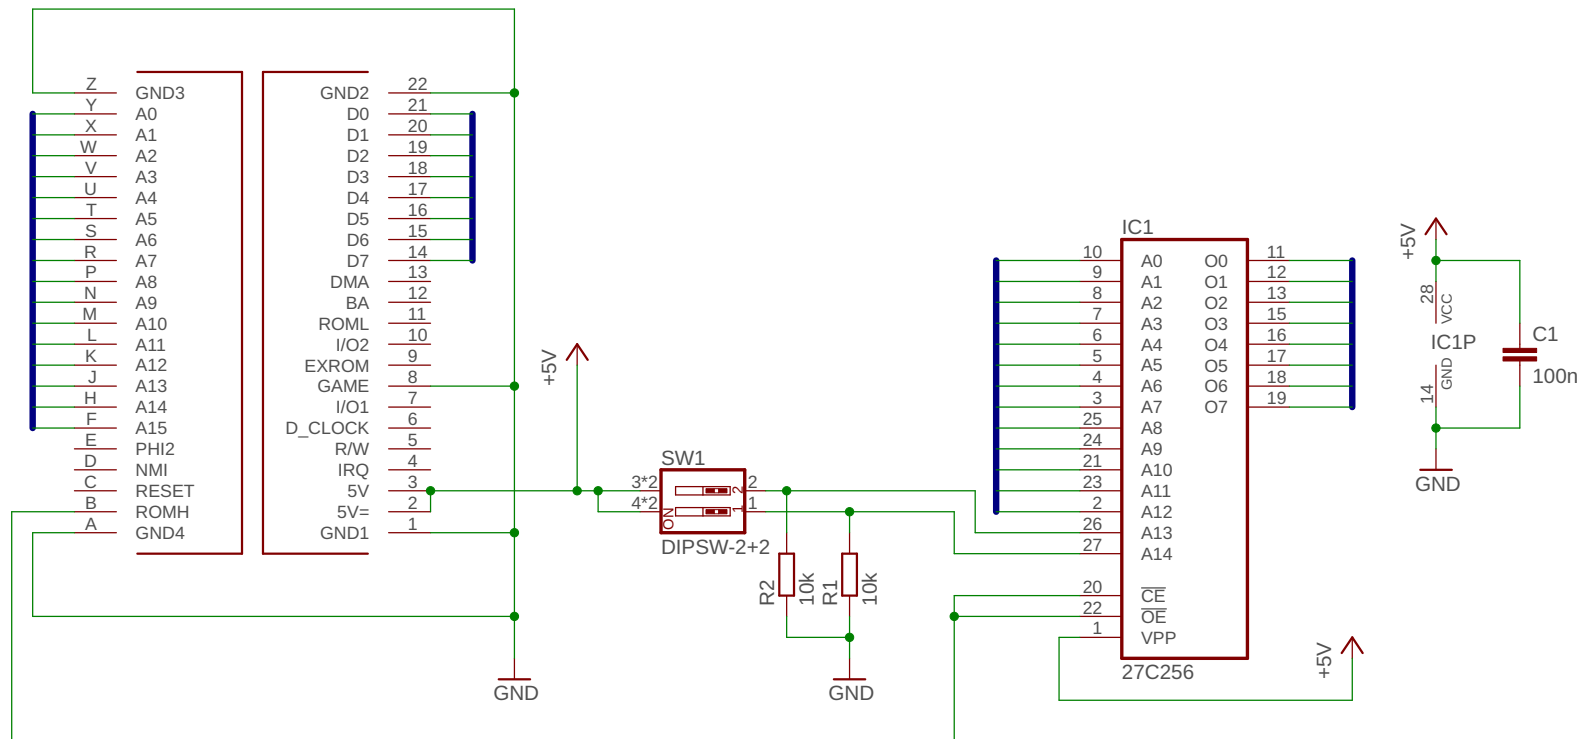 Z GND3
Y A0
X A1
W A2
V A3
U A4
T A5
S A6
R A7
P A8
N A9
M A10
L A11
K A12
J A13
H A14
F A15
E PHI2
D NMI
C RESET
B ROMH
A GND4
GND2 22
D0 21
D1 20
D2 19
D3 18
D4 17
D5 16
D6 15
D7 14
DMA 13
BA 12
ROML 11
I/O2 10
EXROM 9
GAME 8
I/O1 7
D_CLOCK 6
R/W 5
IRQ 4
5V 3
5V= 2
GND1 1
GND
+5V
SW1
3*2 2 2
4*2 ON 1 1
DIPSW-2+2
R2 10k
R1 10k
GND
IC1
10 A0 O0 11
9 A1 O1 12
8 A2 O2 13
7 A3 O3 15
6 A4 O4 16
5 A5 O5 17
4 A6 O6 18
3 A7 O7 19
25 A8
24 A9
21 A10
23 A11
2 A12
26 A13
27 A14
20 CE
22 OE
1 VPP
27C256
+5V
+5V
28 VCC
IC1P
14 GND
C1
100n
GND